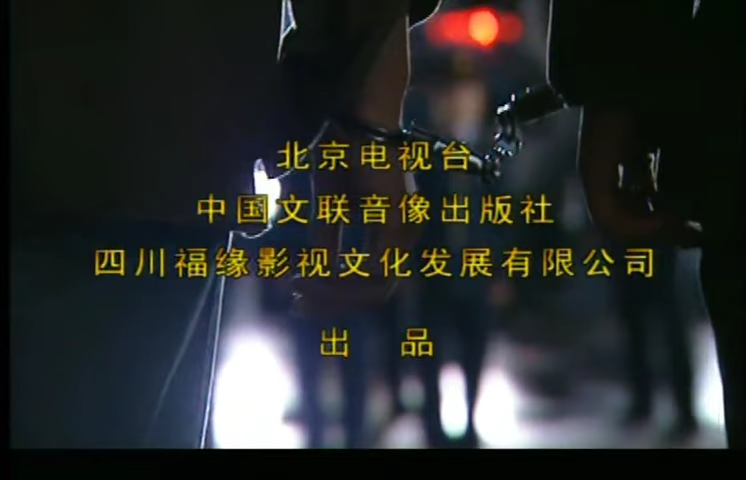 北京电视台
中国文联音像出版社
四川福缘影视文化发展有限公司
出 品